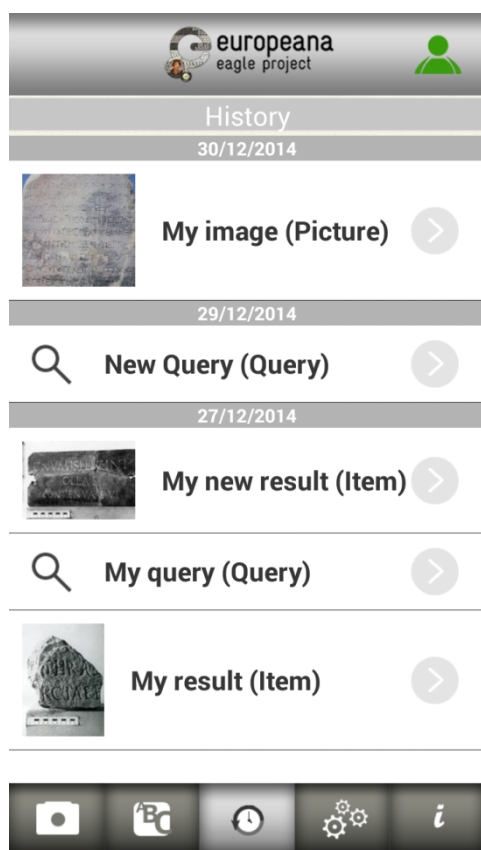 europeana
eagle project
History
30/12/2014
My image (Picture)
29/12/2014
New Query (Query)
27/12/2014
My new result (Item)
My query (Query)
My result (Item)
ABC
i